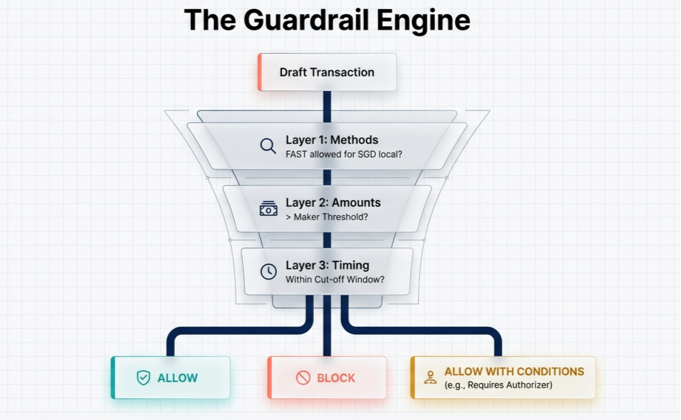 The Guardrail Engine
Draft Transaction
Layer 1: Methods
FAST allowed for SGD local?
Layer 2: Amounts
> Maker Threshold?
Layer 3: Timing
Within Cut-off Window?
ALLOW
BLOCK
ALLOW WITH CONDITIONS
(e.g., Requires Authorizer)